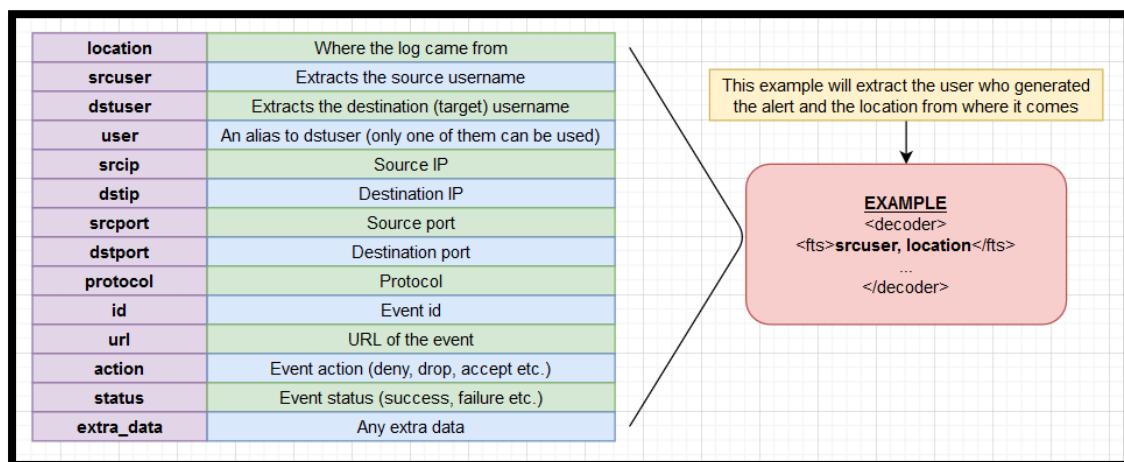 location Where the log came from
srcuser Extracts the source username
dstuser Extracts the destination (target) username
user An alias to dstuser (only one of them can be used)
srcip Source IP
dstip Destination IP
srcport Source port
dstport Destination port
protocol Protocol
id Event id
url URL of the event
action Event action (deny, drop, accept etc.)
status Event status (success, failure etc.)
extra_data Any extra data
This example will extract the user who generated
the alert and the location from where it comes
EXAMPLE
<decoder>
<fts>srcuser, location</fts>
...
</decoder>